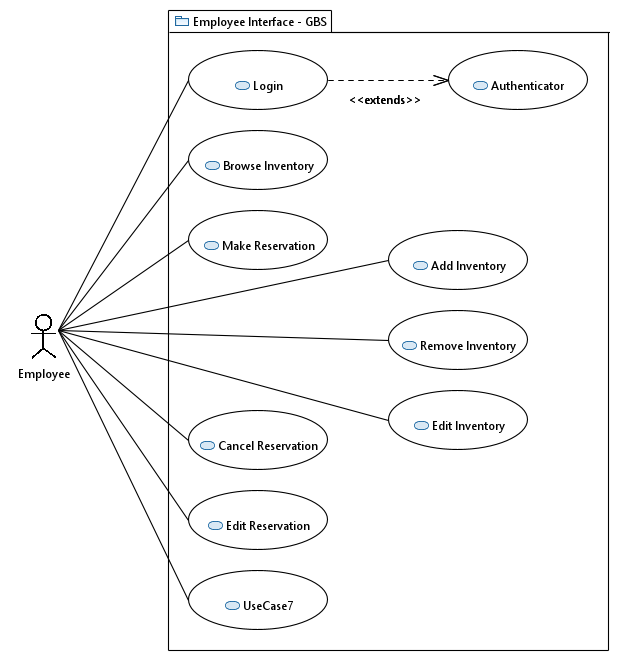 Employee Interface - GBS
Login
<<extends>>
Authenticator
Browse Inventory
Make Reservation
Add Inventory
Remove Inventory
Employee
Edit Inventory
Cancel Reservation
Edit Reservation
UseCase7